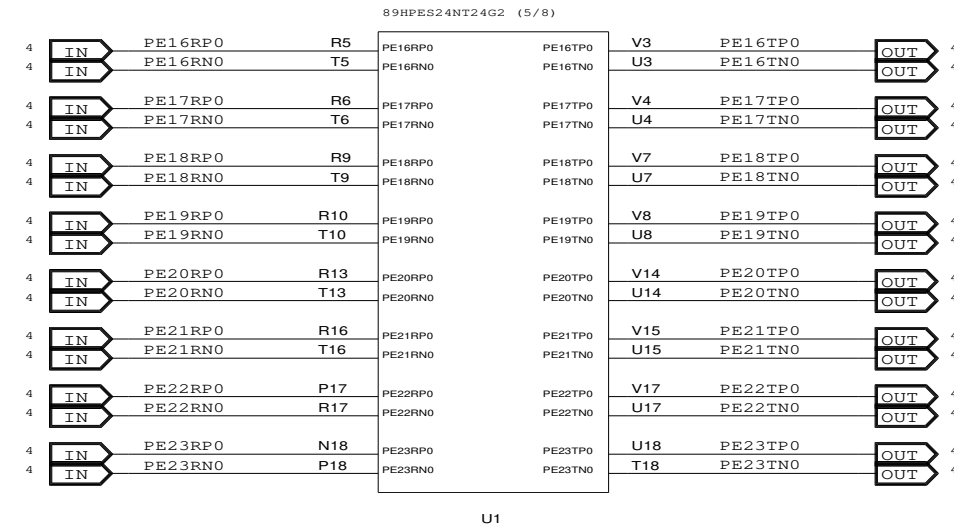 89HPES24NT24G2 (5/8)
4 IN PE16RP0 R5 PE16RP0 PE16TP0 V3 PE16TP0 OUT 4
4 IN PE16RN0 T5 PE16RN0 PE16TN0 U3 PE16TN0 OUT 4
4 IN PE17RP0 R6 PE17RP0 PE17TP0 V4 PE17TP0 OUT 4
4 IN PE17RN0 T6 PE17RN0 PE17TN0 U4 PE17TN0 OUT 4
4 IN PE18RP0 R9 PE18RP0 PE18TP0 V7 PE18TP0 OUT 4
4 IN PE18RN0 T9 PE18RN0 PE18TN0 U7 PE18TN0 OUT 4
4 IN PE19RP0 R10 PE19RP0 PE19TP0 V8 PE19TP0 OUT 4
4 IN PE19RN0 T10 PE19RN0 PE19TN0 U8 PE19TN0 OUT 4
4 IN PE20RP0 R13 PE20RP0 PE20TP0 V14 PE20TP0 OUT 4
4 IN PE20RN0 T13 PE20RN0 PE20TN0 U14 PE20TN0 OUT 4
4 IN PE21RP0 R16 PE21RP0 PE21TP0 V15 PE21TP0 OUT 4
4 IN PE21RN0 T16 PE21RN0 PE21TN0 U15 PE21TN0 OUT 4
4 IN PE22RP0 P17 PE22RP0 PE22TP0 V17 PE22TP0 OUT 4
4 IN PE22RN0 R17 PE22RN0 PE22TN0 U17 PE22TN0 OUT 4
4 IN PE23RP0 N18 PE23RP0 PE23TP0 U18 PE23TP0 OUT 4
4 IN PE23RN0 P18 PE23RN0 PE23TN0 T18 PE23TN0 OUT 4
U1